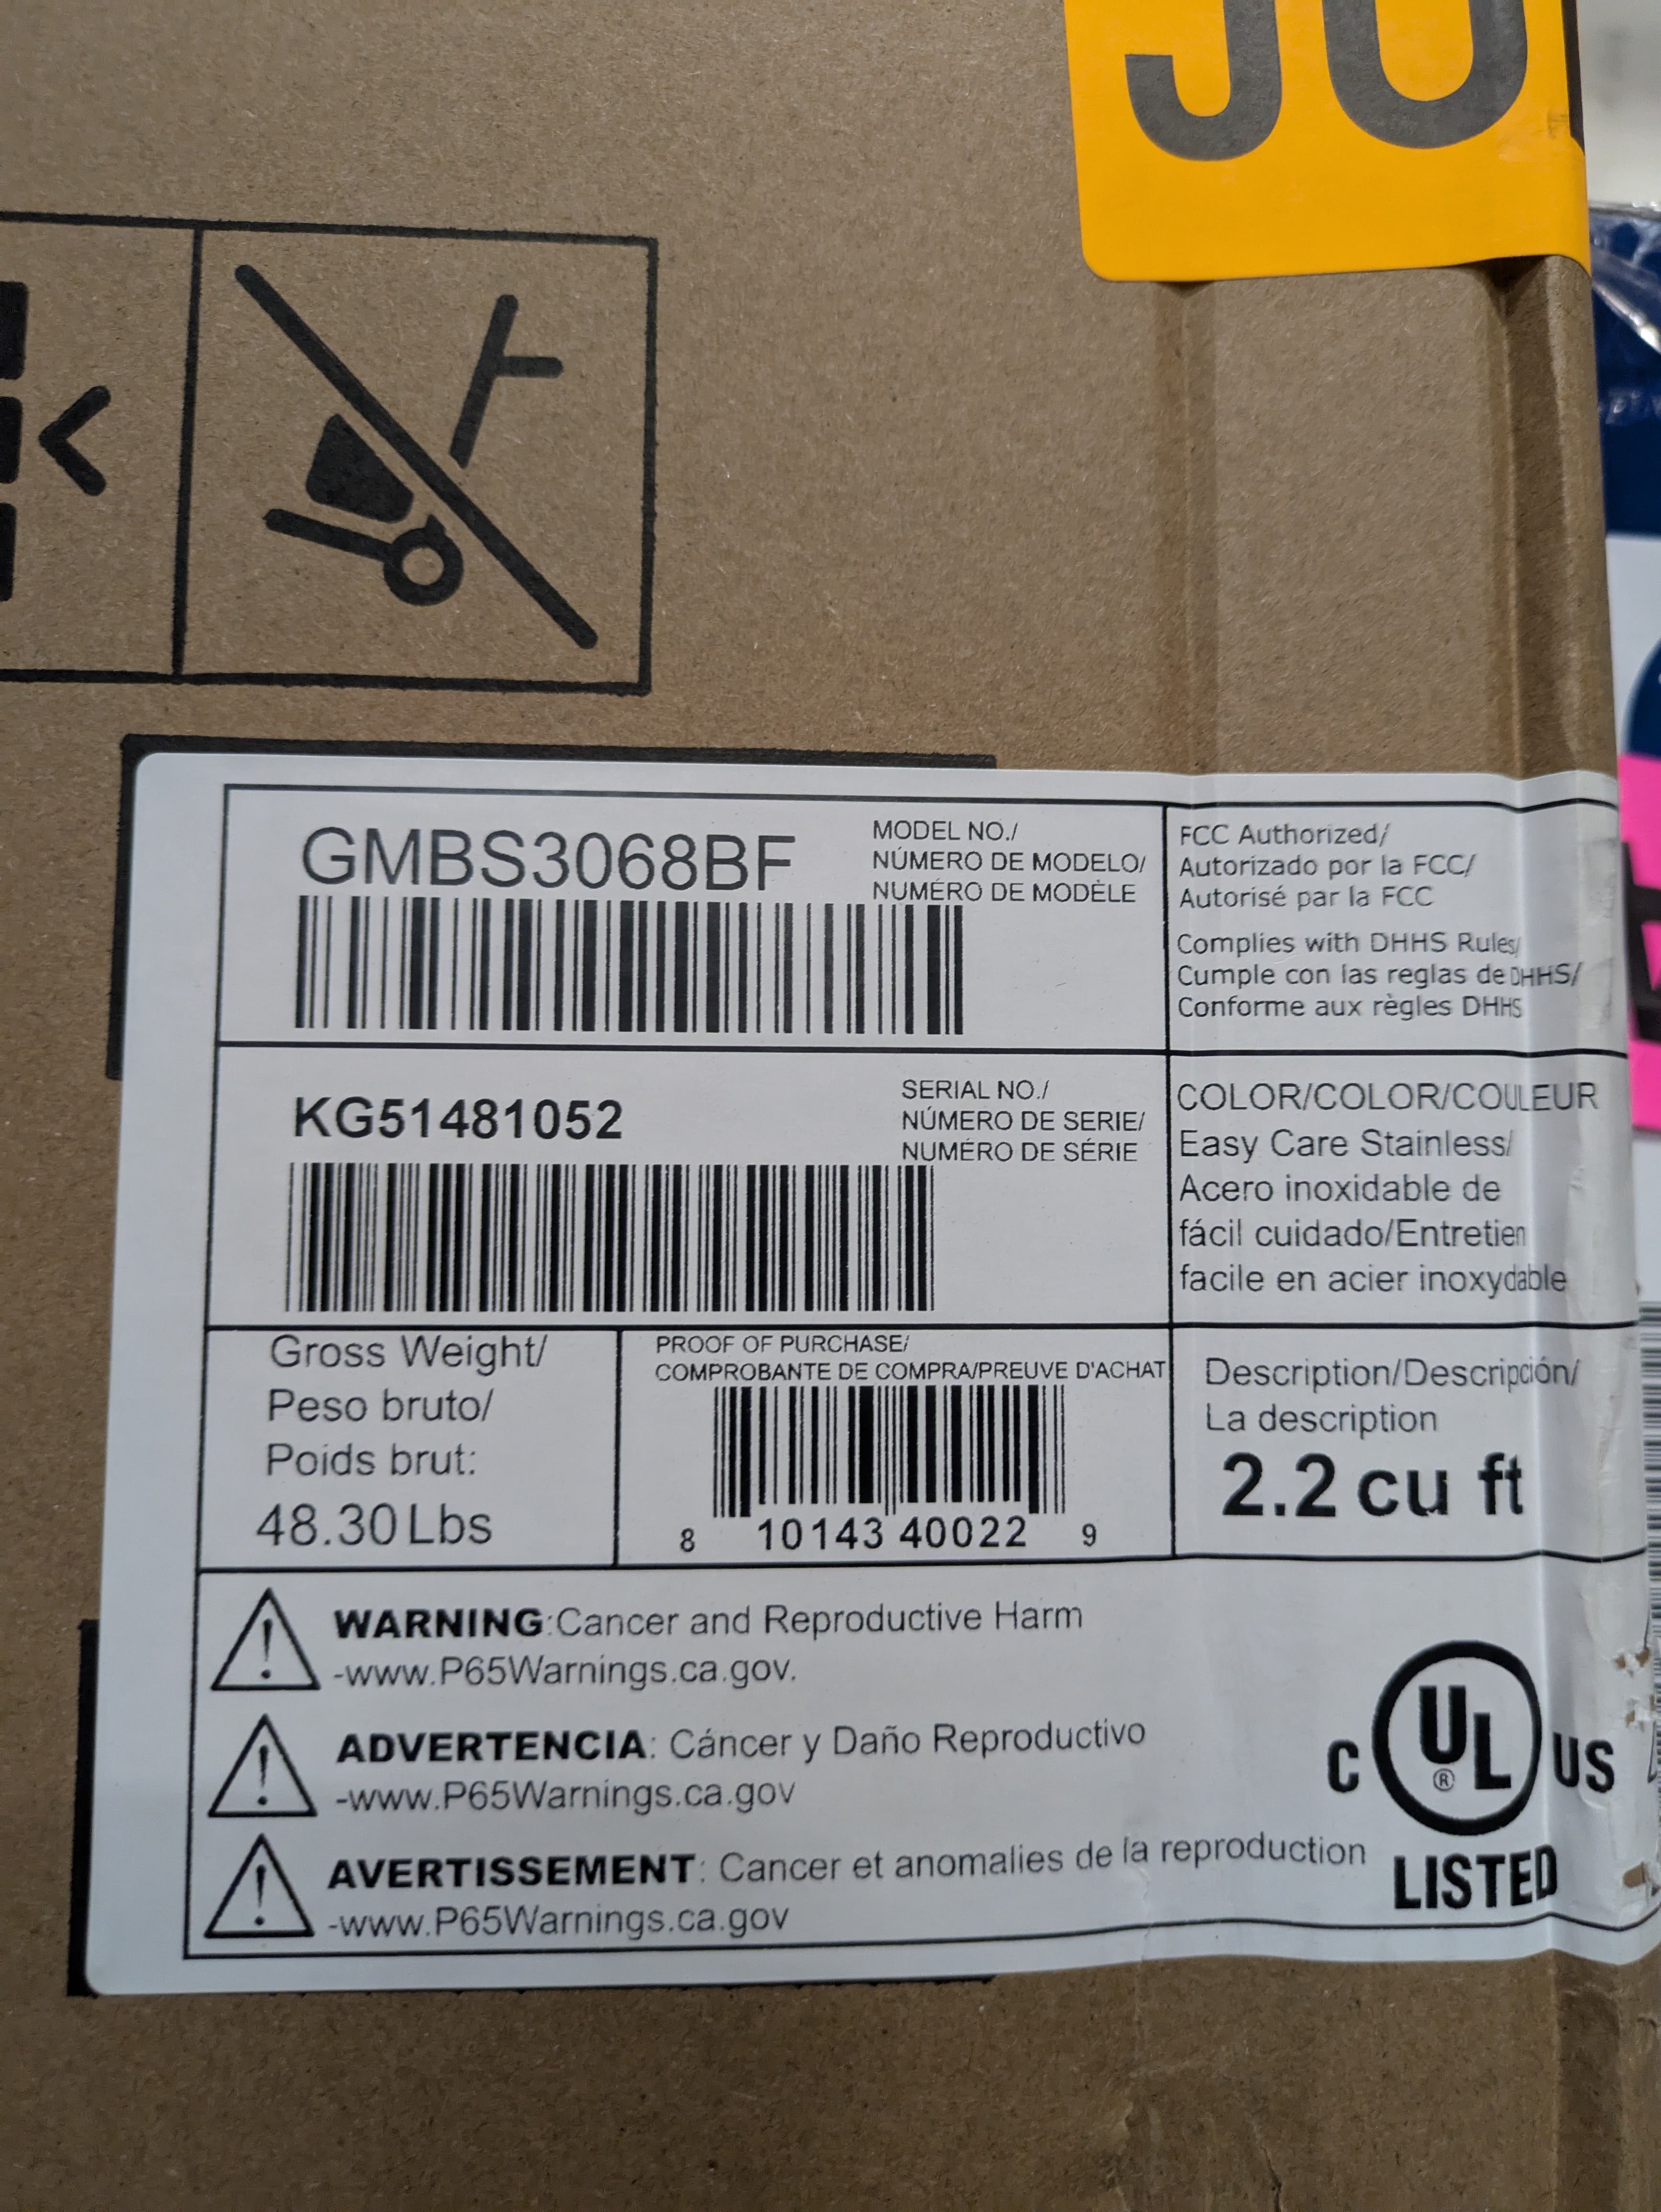 GMBS3068BF
MODEL NO./
NÚMERO DE MODELO/
NUMÉRO DE MODÈLE
FCC Authorized/
Autorizado por la FCC/
Autorisé par la FCC
Complies with DHHS Rules/
Cumple con las reglas de DHHS/
Conforme aux règles DHHS
KG51481052
SERIAL NO./
NÚMERO DE SERIE/
NUMÉRO DE SÉRIE
COLOR/COLOR/COULEUR
Easy Care Stainless/
Acero inoxidable de
fácil cuidado/Entretien
facile en acier inoxydable
Gross Weight/
Peso bruto/
Poids brut:
48.30 Lbs
PROOF OF PURCHASE/
COMPROBANTE DE COMPRA/PREUVE D'ACHAT
8 10143 40022 9
Description/Descripción/
La description
2.2 cu ft
WARNING:Cancer and Reproductive Harm
-www.P65Warnings.ca.gov.
ADVERTENCIA: Cáncer y Daño Reproductivo
-www.P65Warnings.ca.gov
AVERTISSEMENT: Cancer et anomalies de la reproduction
-www.P65Warnings.ca.gov
C UL® US
LISTED